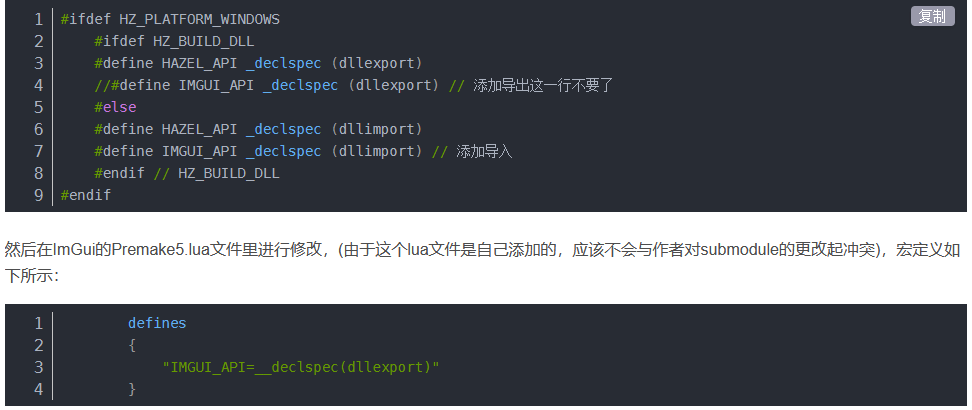 复制
1 #ifdef HZ_PLATFORM_WINDOWS
2     #ifdef HZ_BUILD_DLL
3     #define HAZEL_API _declspec (dllexport)
4     //#define IMGUI_API _declspec (dllexport) // 添加导出这一行不要了
5     #else
6     #define HAZEL_API _declspec (dllimport)
7     #define IMGUI_API _declspec (dllimport) // 添加导入
8     #endif // HZ_BUILD_DLL
9 #endif
然后在ImGui的Premake5.lua文件里进行修改，(由于这个lua文件是自己添加的，应该不会与作者对submodule的更改起冲突)，宏定义如
下所示：
1         defines
2         {
3             "IMGUI_API=__declspec(dllexport)"
4         }